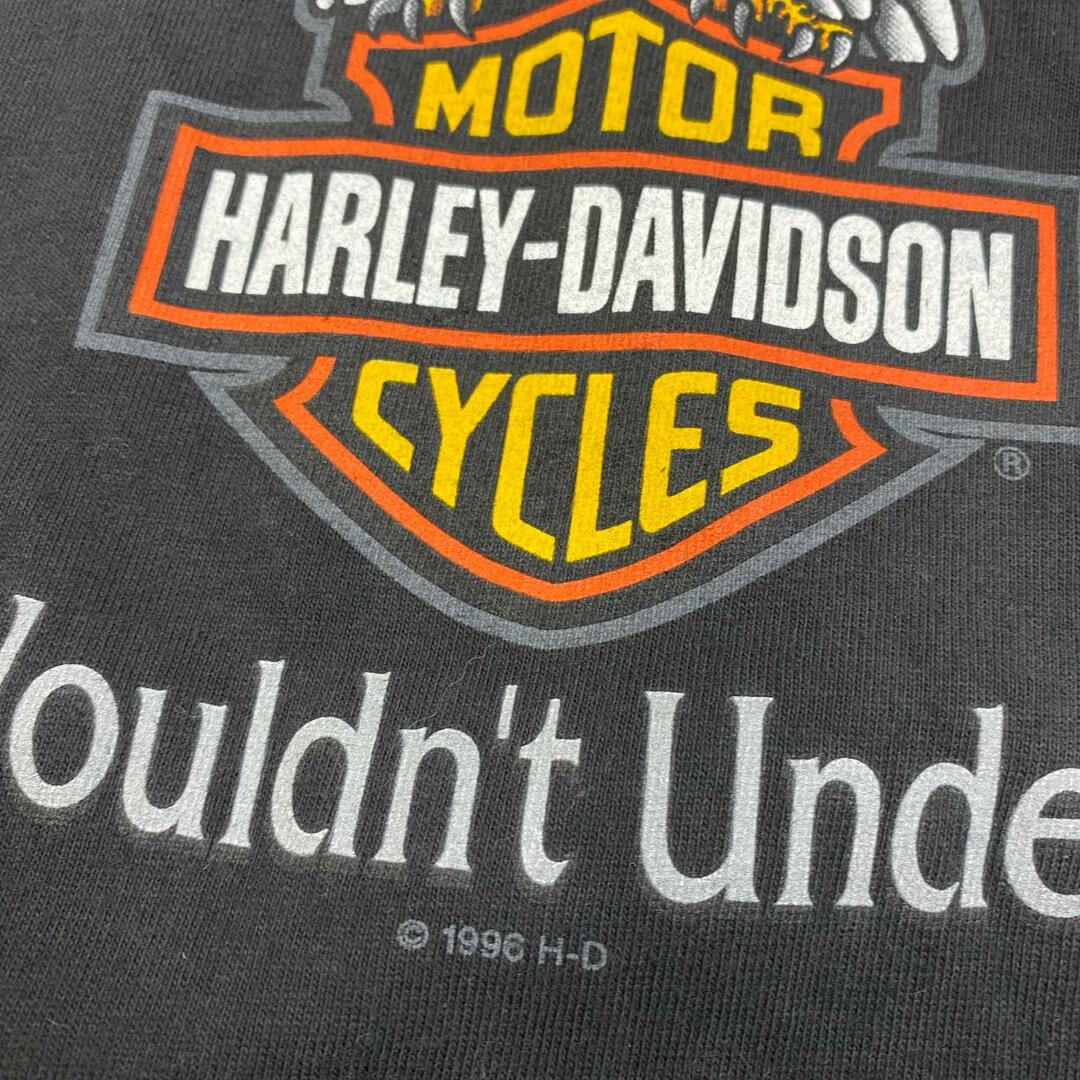 MOTOR
HARLEY-DAVIDSON
CYCLES
®
ouldn't Unde
© 1996 H-D